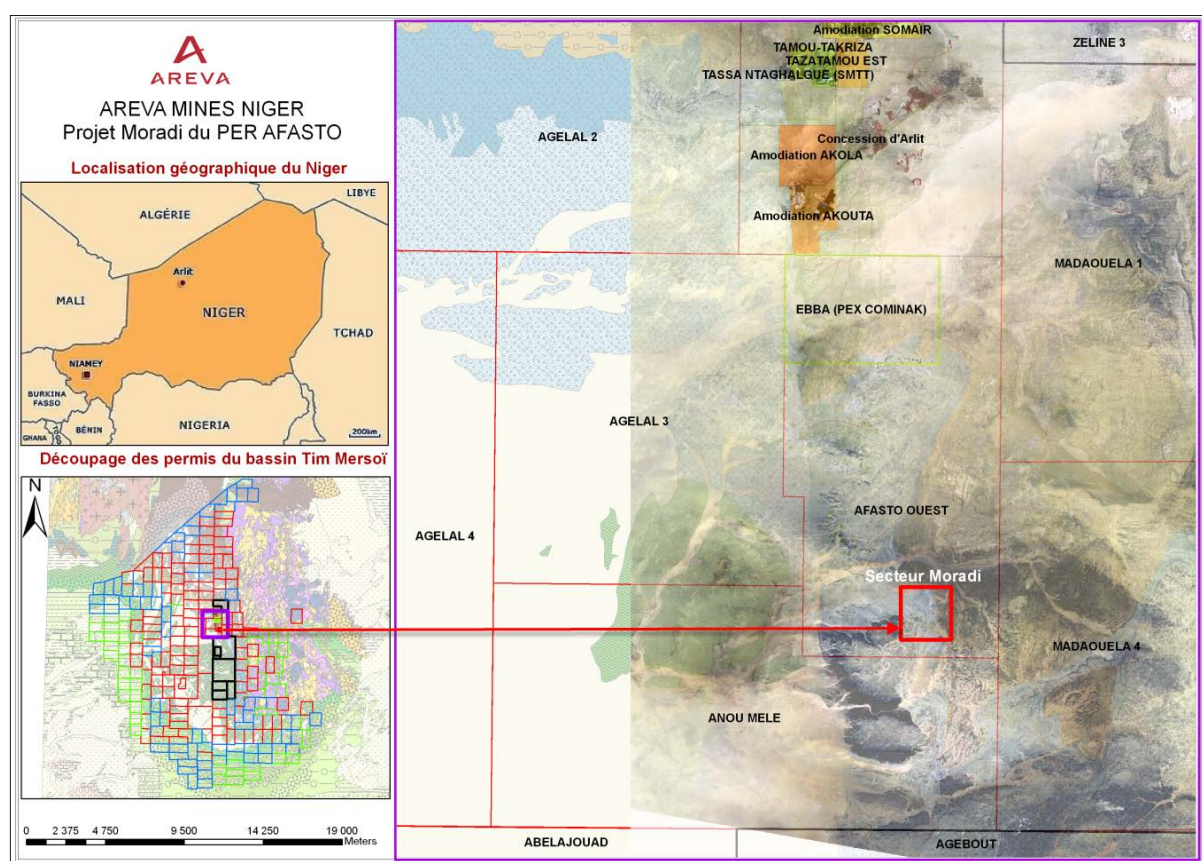 AREVA
AREVA MINES NIGER
Projet Moradi du PER AFASTO
Localisation géographique du Niger
LIBYE
ALGÉRIE
Arlit
MALI
NIGER
TCHAD
NIAMEY
BURKINA
FASSO
NIGERIA
BÉNIN
GHANA
200km
Découpage des permis du bassin Tim Mersoï
N
0 2 375 4 750 9 500 14 250 19 000
Meters
Amodiation SOMAIR
ZELINE 3
TAMOU-TAKRIZA
TAZATAMOU EST
TASSA NTAGHALGUE (SMTT)
AGELAL 2
Concession d'Arlit
Amodiation AKOLA
Amodiation AKOUTA
MADAOUELA 1
EBBA (PEX COMINAK)
AGELAL 3
AFASTO OUEST
AGELAL 4
Secteur Moradi
MADAOUELA 4
ANOU MELE
ABELAJOUAD
AGEBOUT